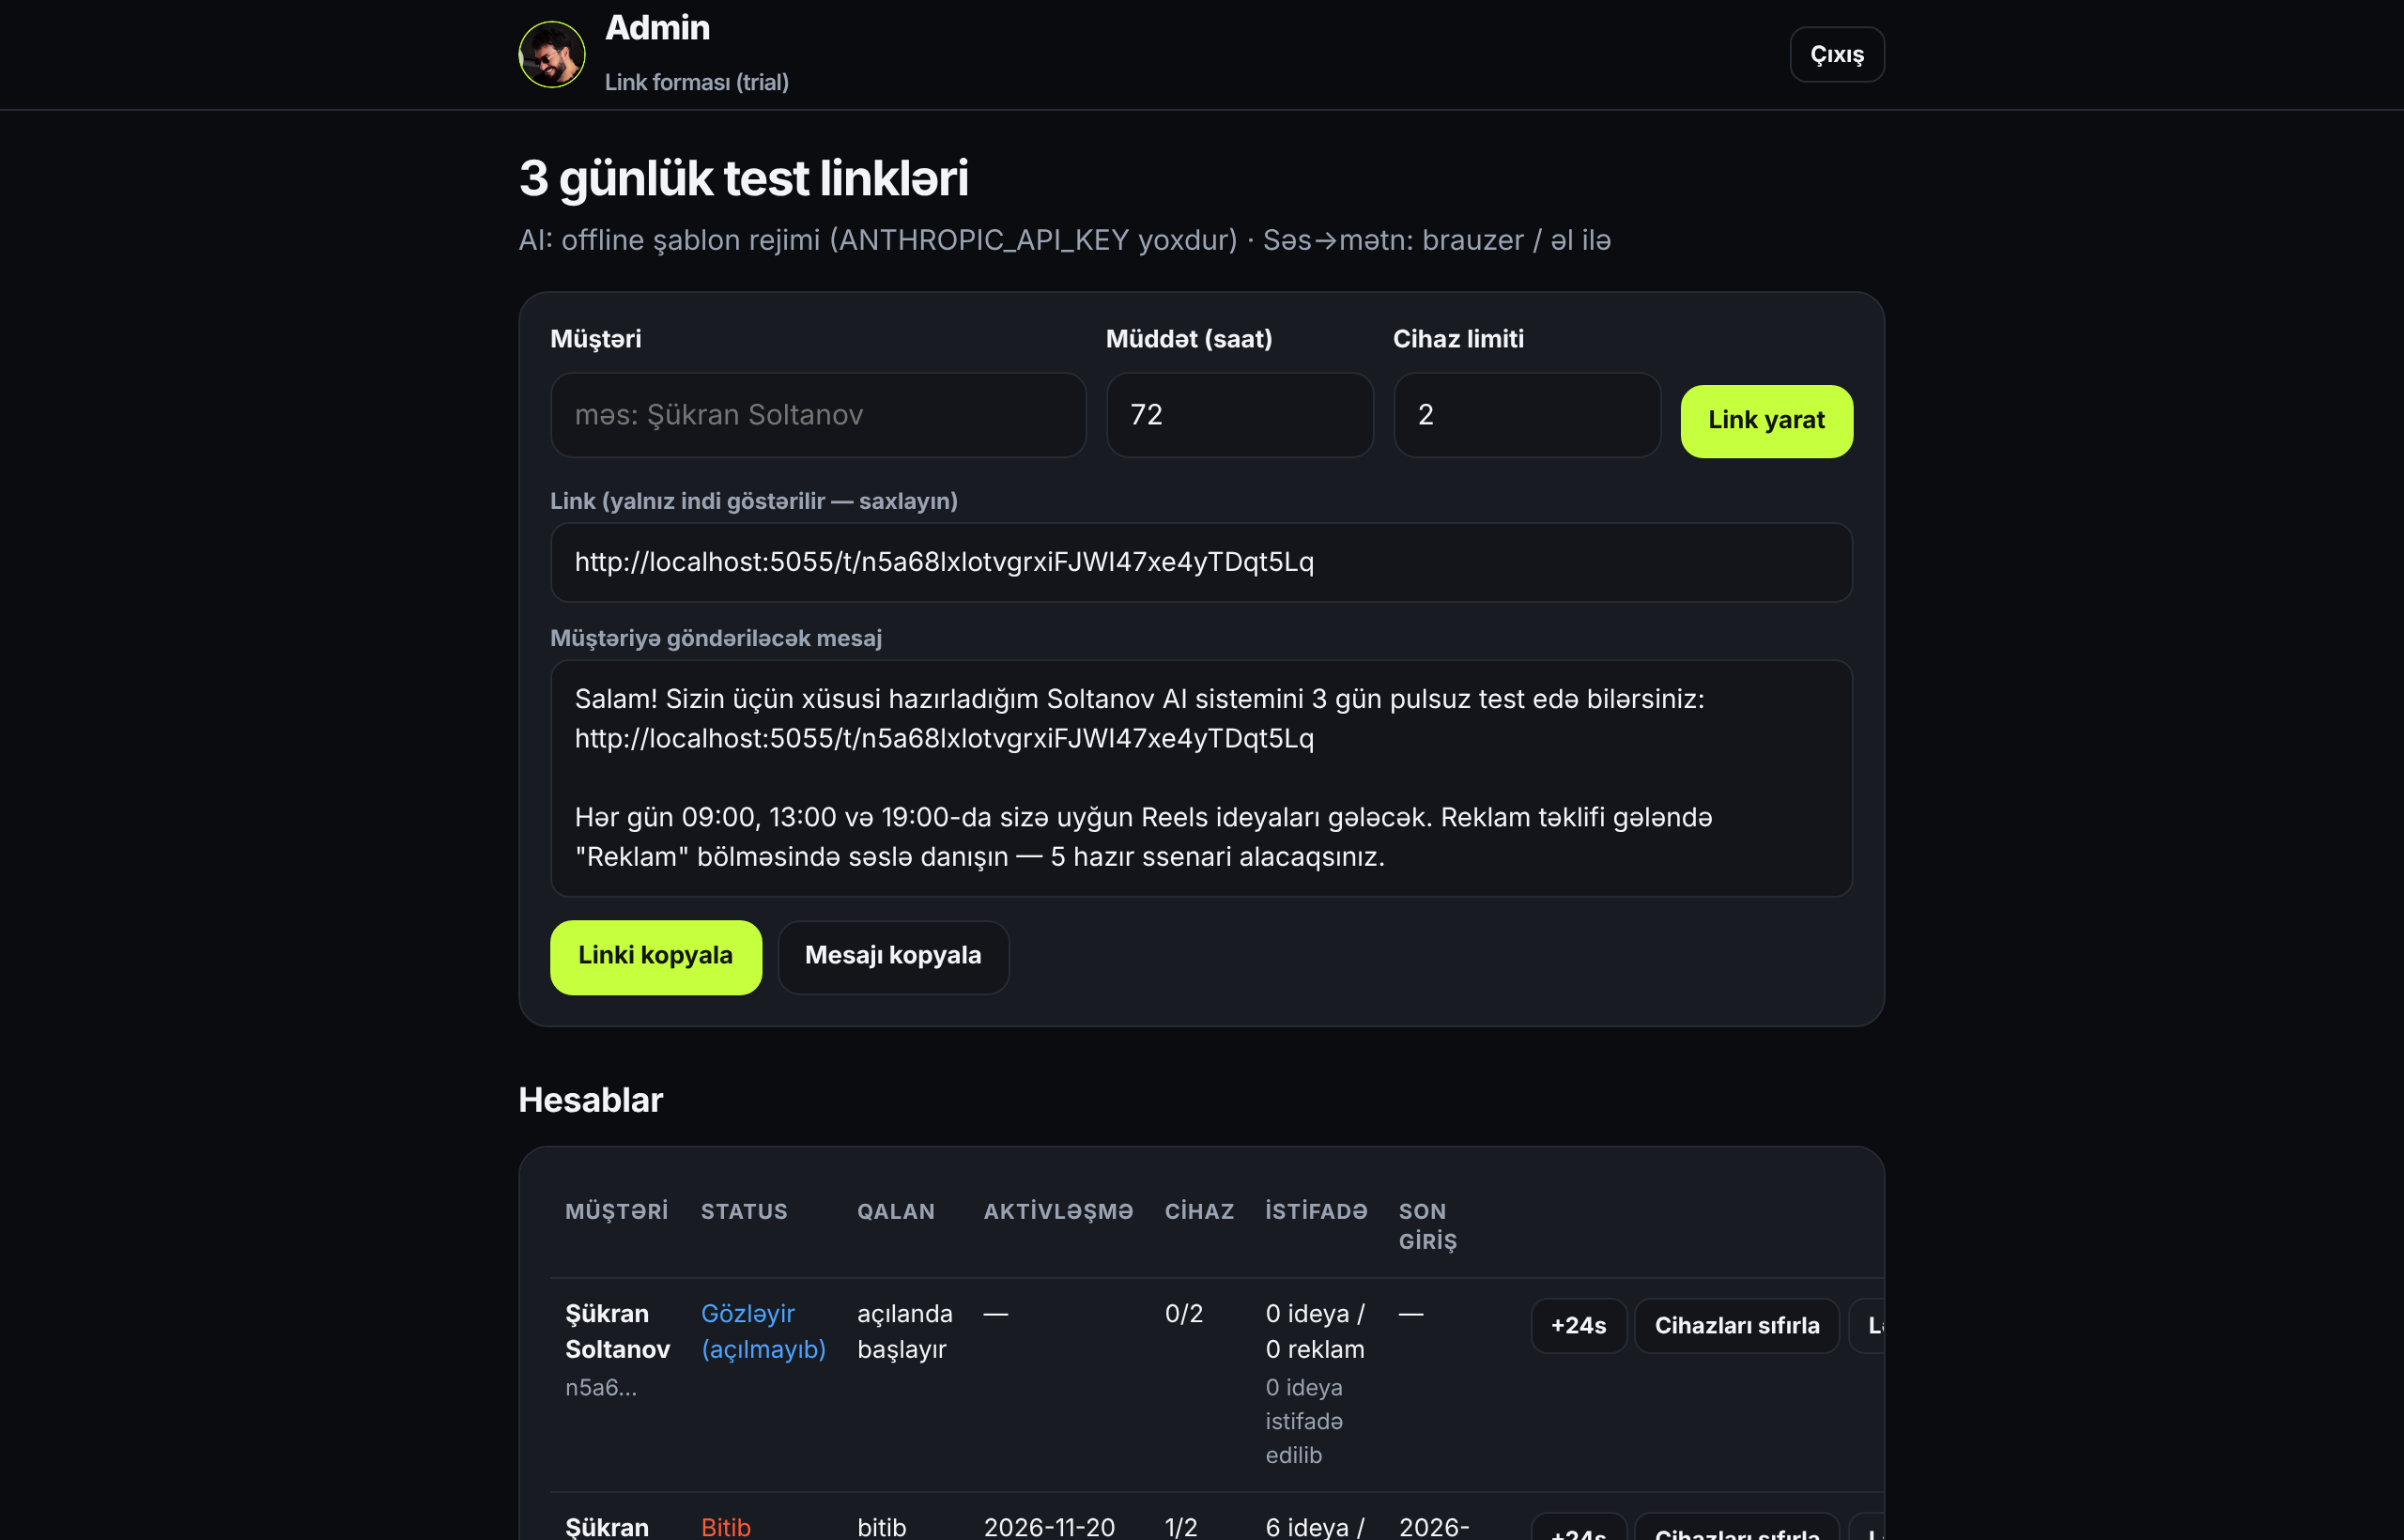 Admin
Link forması (trial)
Çıxış
3 günlük test linkləri
AI: offline şablon rejimi (ANTHROPIC_API_KEY yoxdur) · Səs→mətn: brauzer / əl ilə
Müştəri
Müddət (saat)
Cihaz limiti
məs: Şükran Soltanov
72
2
Link yarat
Link (yalnız indi göstərilir — saxlayın)
http://localhost:5055/t/n5a68lxlotvgrxiFJWI47xe4yTDqt5Lq
Müştəriyə göndəriləcək mesaj
Salam! Sizin üçün xüsusi hazırladığım Soltanov AI sistemini 3 gün pulsuz test edə bilərsiniz:
http://localhost:5055/t/n5a68lxlotvgrxiFJWI47xe4yTDqt5Lq
Hər gün 09:00, 13:00 və 19:00-da sizə uyğun Reels ideyaları gələcək. Reklam təklifi gələndə
"Reklam" bölməsində səslə danışın — 5 hazır ssenari alacaqsınız.
Linki kopyala
Mesajı kopyala
Hesablar
MÜŞTƏRİ STATUS QALAN AKTİVLƏŞMƏ CİHAZ İSTİFADƏ SON
GİRİŞ
Şükran Gözləyir açılanda — 0/2 0 ideya / —
Soltanov (açılmayıb) başlayır 0 reklam
n5a6... 0 ideya
istifadə
edilib
+24s Cihazları sıfırla
Şükran Bitib bitib 2026-11-20 1/2 6 ideya / 2026-
+24s Cihazları sıfırla